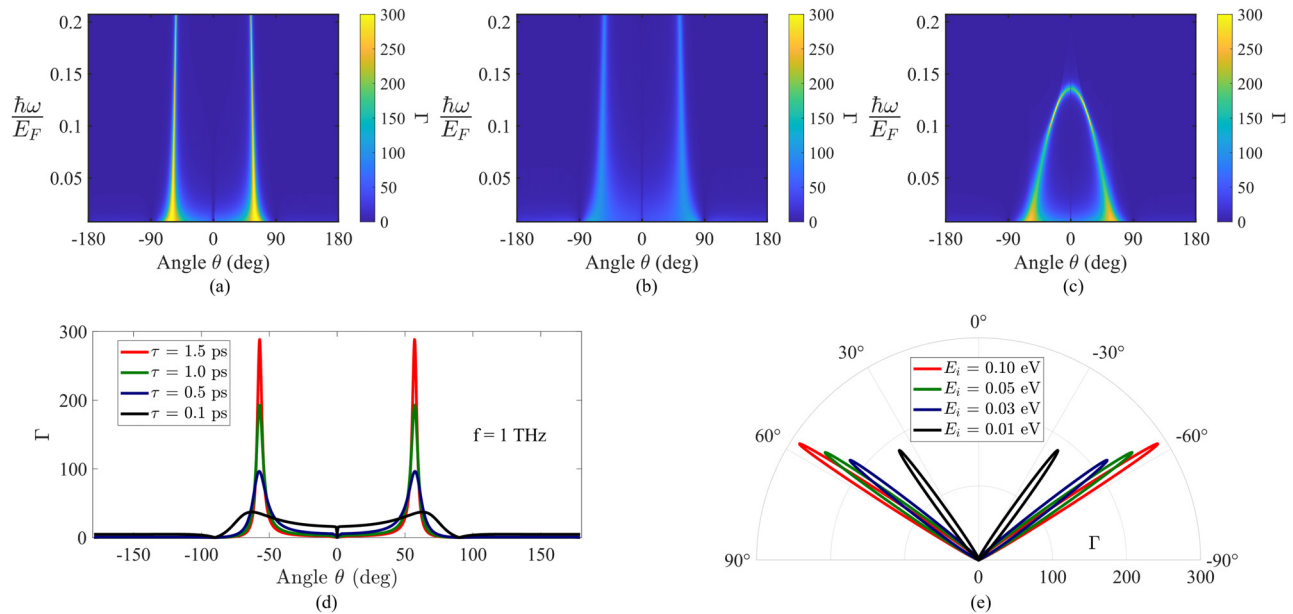 0.2
0.15
ħω
E_F
0.1
0.05
-180
-90
0
90
180
Angle θ (deg)
300
250
200
150
100
50
0
Γ
(a)
0.2
0.15
ħω
E_F
0.1
0.05
-180
-90
0
90
180
Angle θ (deg)
300
250
200
150
100
50
0
Γ
(b)
0.2
0.15
ħω
E_F
0.1
0.05
-180
-90
0
90
180
Angle θ (deg)
300
250
200
150
100
50
0
(c)
300
200
100
0
Γ
τ = 1.5 ps
τ = 1.0 ps
τ = 0.5 ps
τ = 0.1 ps
f = 1 THz
-150
-100
-50
0
50
100
150
Angle θ (deg)
(d)
0°
30°
-30°
E_i = 0.10 eV
E_i = 0.05 eV
E_i = 0.03 eV
E_i = 0.01 eV
60°
-60°
90°
-90°
Γ
0
100
200
300
(e)